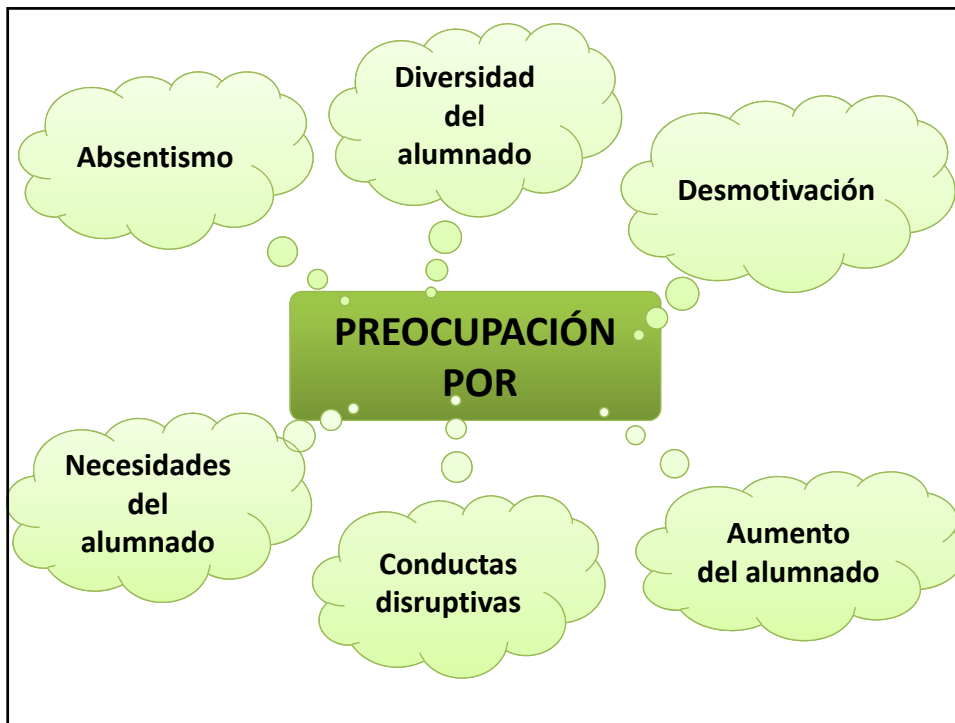 Diversidad
del
alumnado
Absentismo
Desmotivación
PREOCUPACIÓN
POR
Necesidades
del
alumnado
Conductas
disruptivas
Aumento
del alumnado